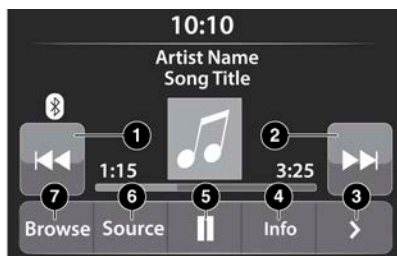 10:10
Artist Name
Song Title
1
2
1:15
3:25
7
6
5
4
3
Browse
Source
Info